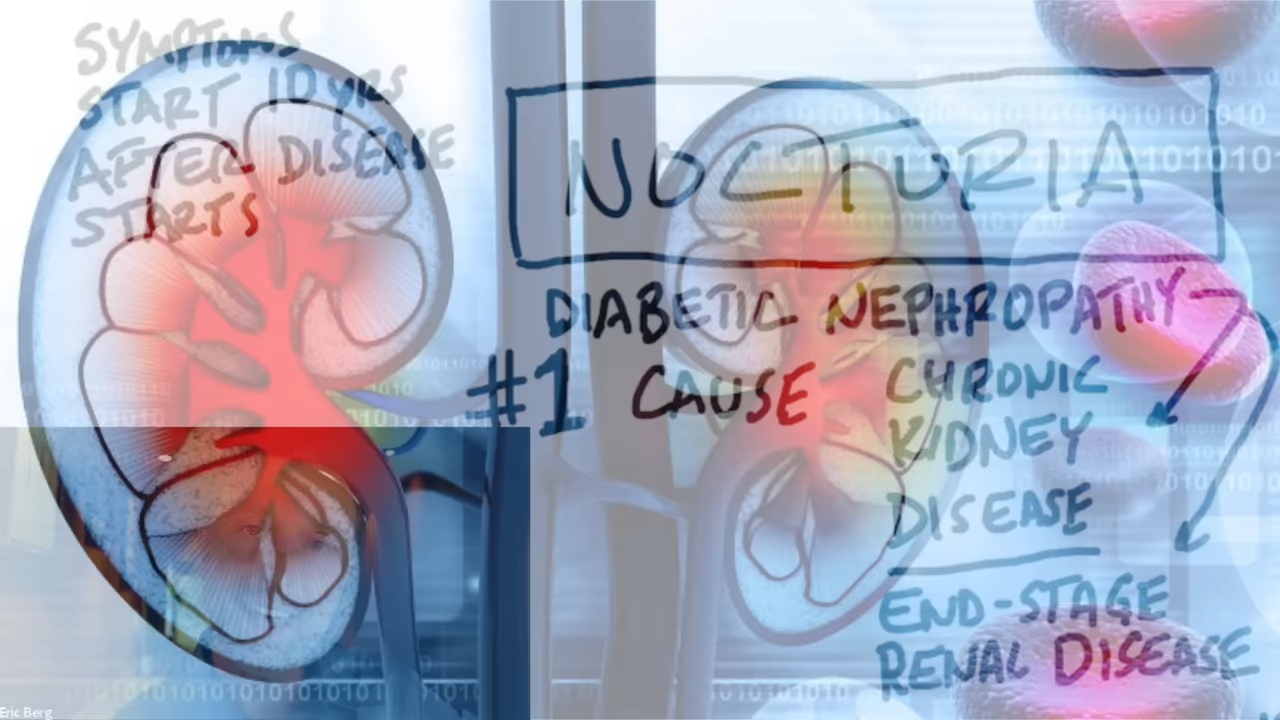 SYMPTOMS
START 10 YRS
AFTER DISEASE
STARTS
NOCTURIA
DIABETIC NEPHROPATHY
#1 CAUSE
CHRONIC
KIDNEY
DISEASE
END-STAGE
RENAL DISEASE
Eric Berg